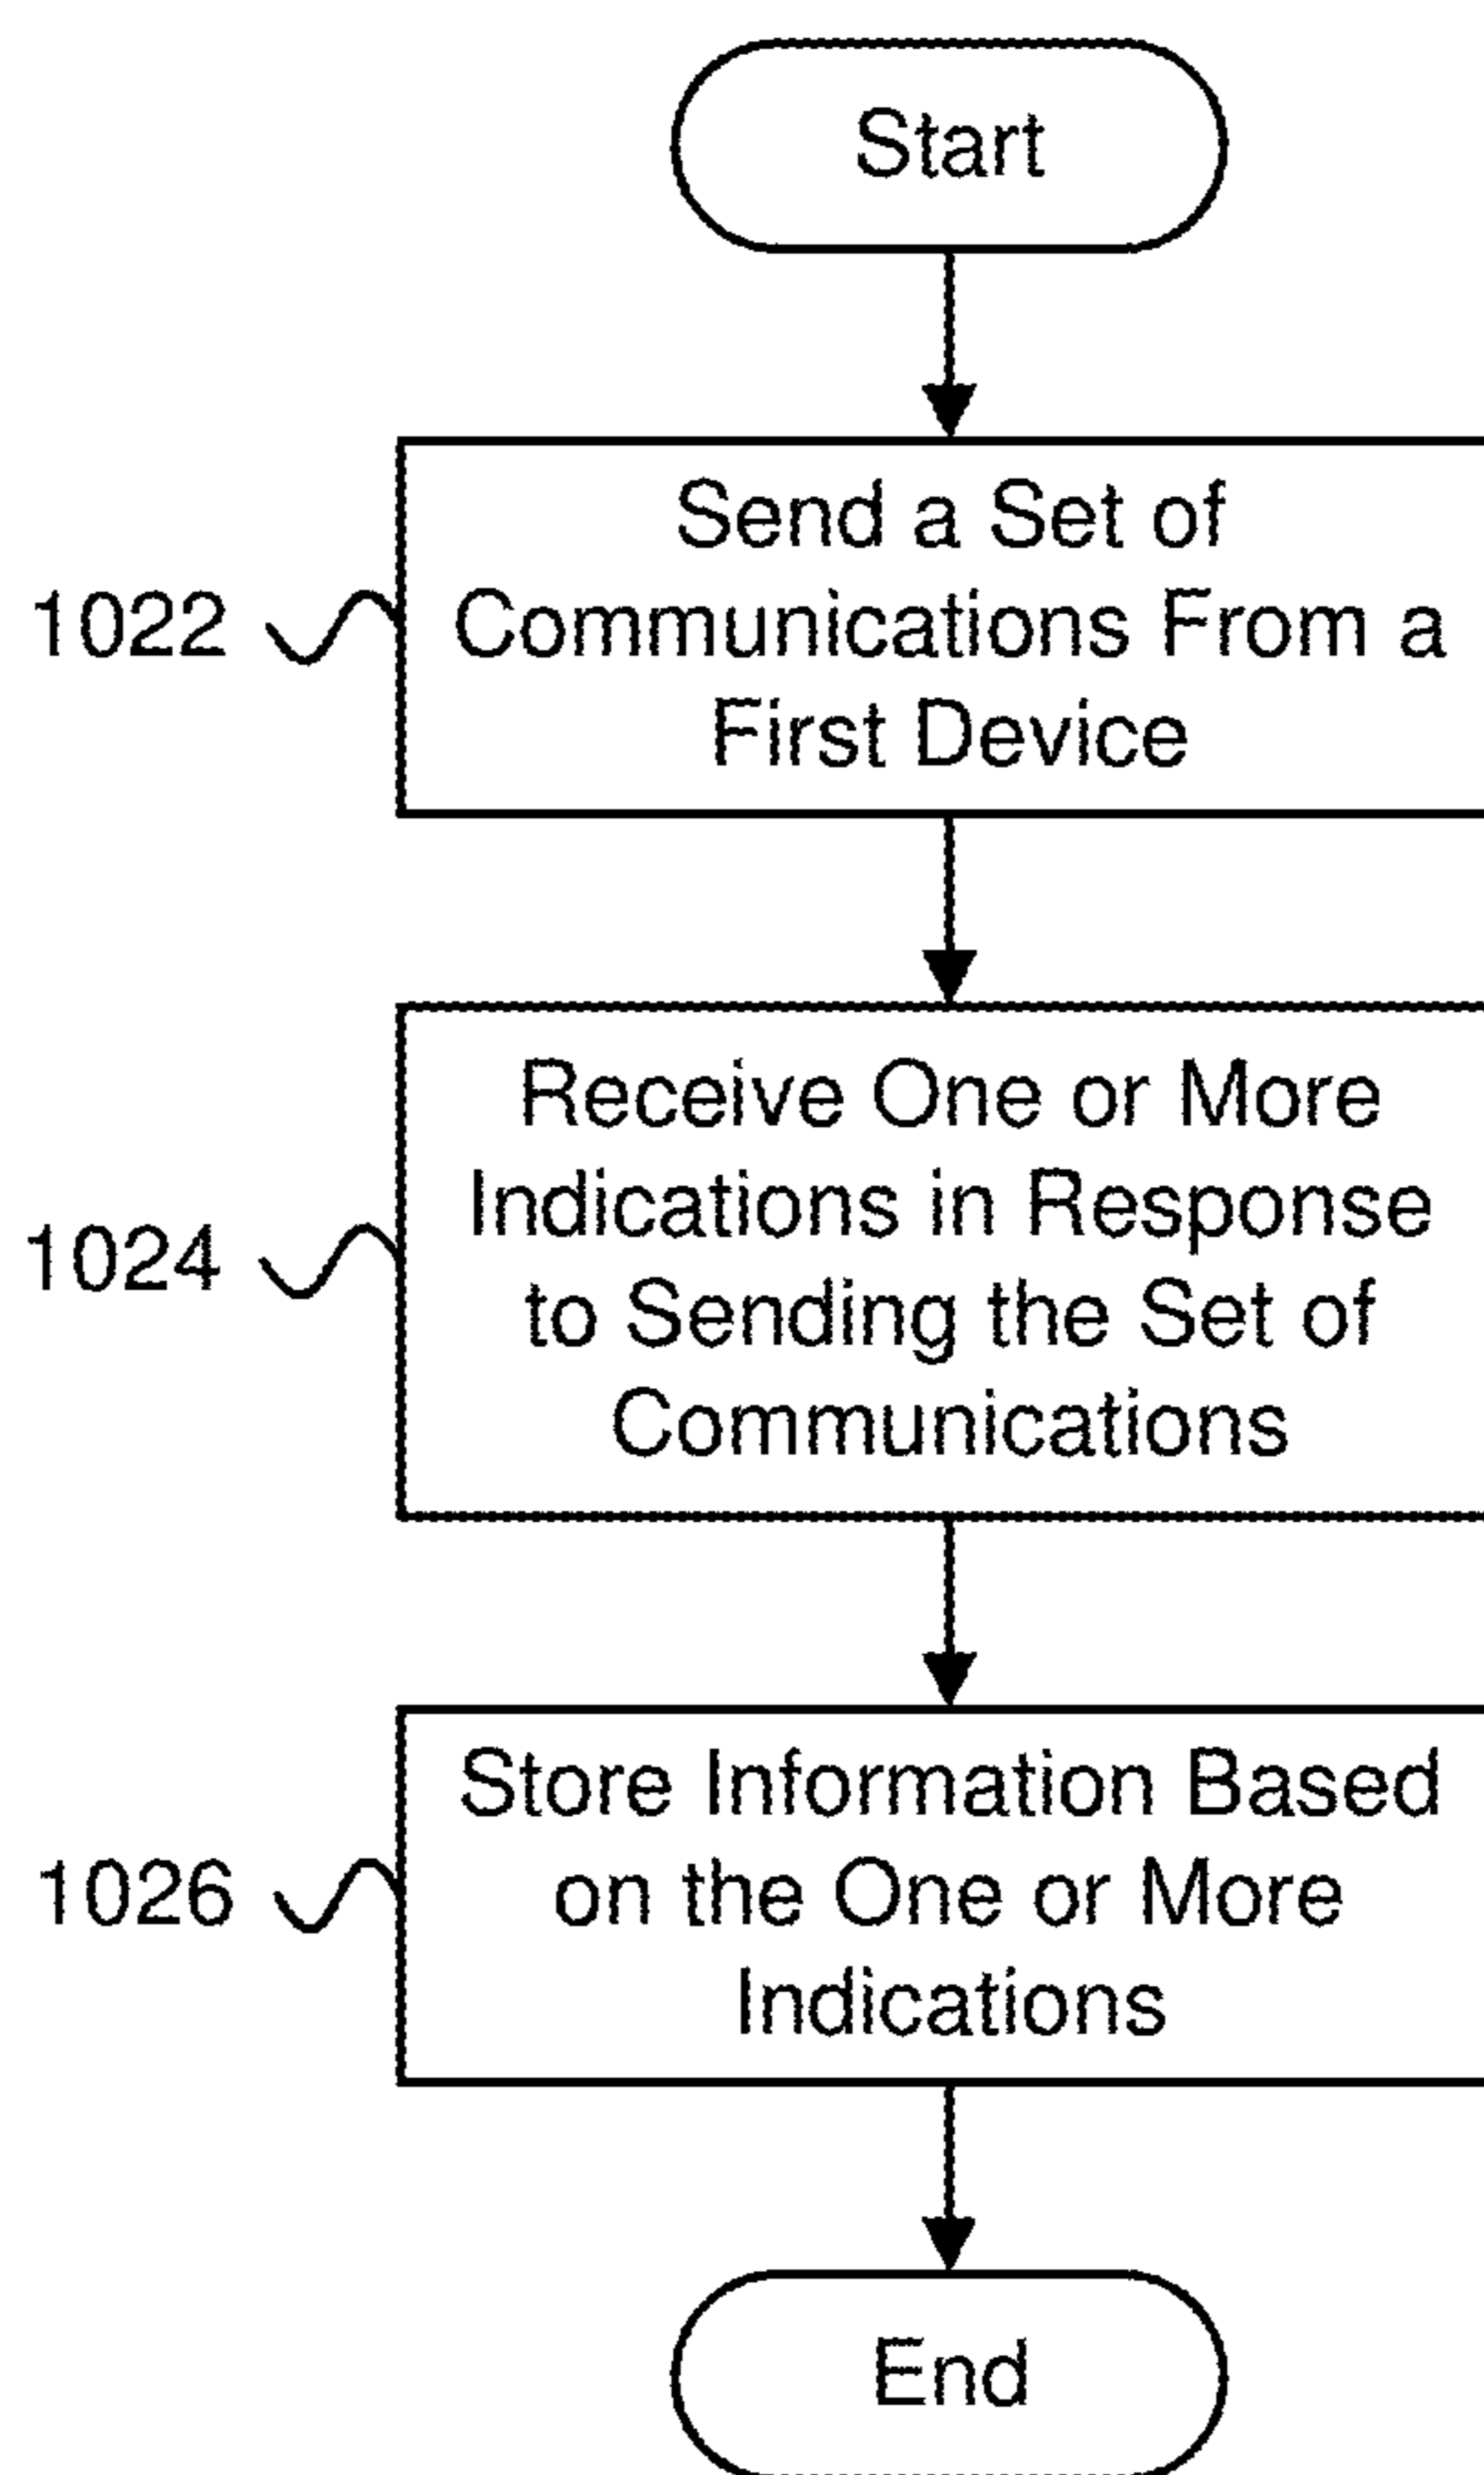 Start
Send a Set of
1022 Communications From a
First Device
Receive One or More
Indications in Response
1024
to Sending the Set of
Communications
Store Information Based
1026 on the One or More
Indications
End